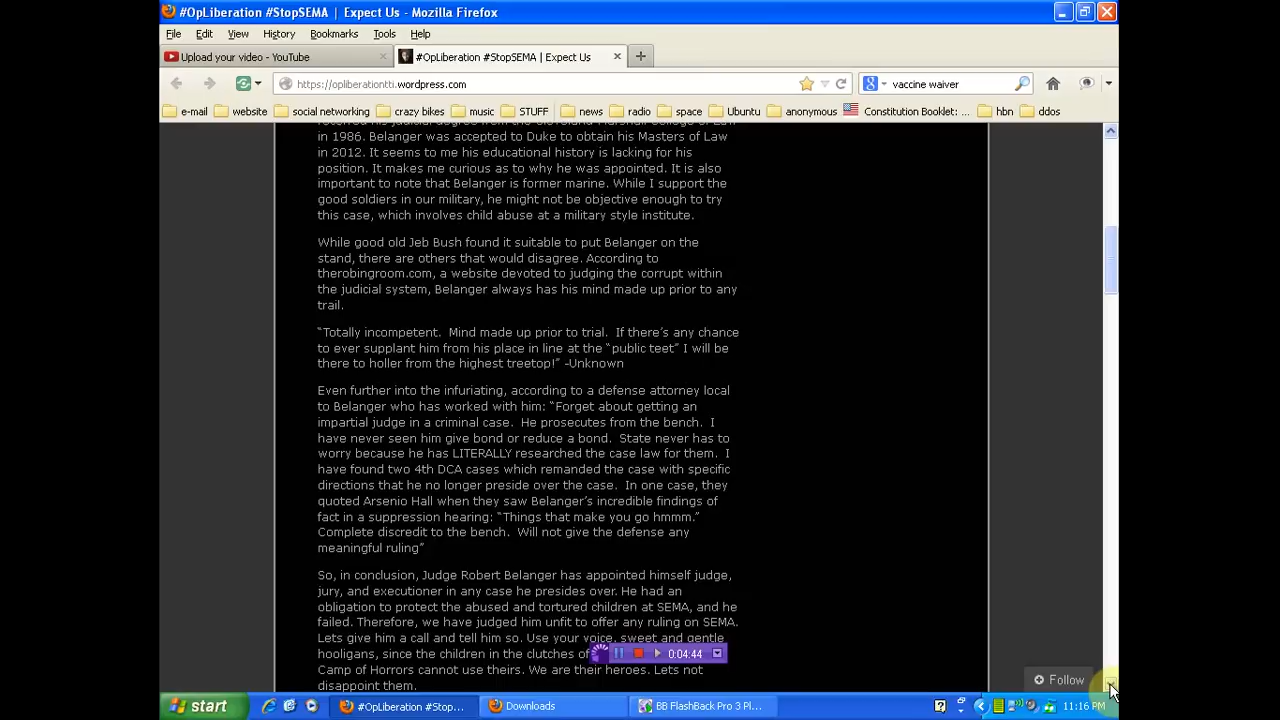 #OpLiberation #StopSEMA | Expect Us - Mozilla Firefox
File Edit View History Bookmarks Tools Help
Upload your video - YouTube
#OpLiberation #StopSEMA | Expect Us
https://opliberationtti.wordpress.com
vaccine waiver
e-mail website social networking crazy bikes music STUFF news radio space Ubuntu anonymous Constitution Booklet: ... hbn ddos
in 1986. Belanger was accepted to Duke to obtain his Masters of Law
in 2012. It seems to me his educational history is lacking for his
position. It makes me curious as to why he was appointed. It is also
important to note that Belanger is former marine. While I support the
good soldiers in our military, he might not be objective enough to try
this case, which involves child abuse at a military style institute.
While good old Jeb Bush found it suitable to put Belanger on the
stand, there are others that would disagree. According to
therobingroom.com, a website devoted to judging the corrupt within
the judicial system, Belanger always has his mind made up prior to any
trail.
“Totally incompetent.  Mind made up prior to trial.  If there’s any chance
to ever supplant him from his place in line at the “public teet” I will be
there to holler from the highest treetop!” -Unknown
Even further into the infuriating, according to a defense attorney local
to Belanger who has worked with him: “Forget about getting an
impartial judge in a criminal case.  He prosecutes from the bench.  I
have never seen him give bond or reduce a bond.  State never has to
worry because he has LITERALLY researched the case law for them.  I
have found two 4th DCA cases which remanded the case with specific
directions that he no longer preside over the case.  In one case, they
quoted Arsenio Hall when they saw Belanger’s incredible findings of
fact in a suppression hearing: “Things that make you go hmmm.”
Complete discredit to the bench.  Will not give the defense any
meaningful ruling”
So, in conclusion, Judge Robert Belanger has appointed himself judge,
jury, and executioner in any case he presides over. He had an
obligation to protect the abused and tortured children at SEMA, and he
failed. Therefore, we have judged him unfit to offer any ruling on SEMA.
Lets give him a call and tell him so. Use your voice, sweet and gentle
hooligans, since the children in the clutches of
0:04:44
Camp of Horrors cannot use theirs. We are their heroes. Lets not
disappoint them.
Follow
start
#OpLiberation #StopS...
Downloads
BB FlashBack Pro 3 Pl...
11:16 PM